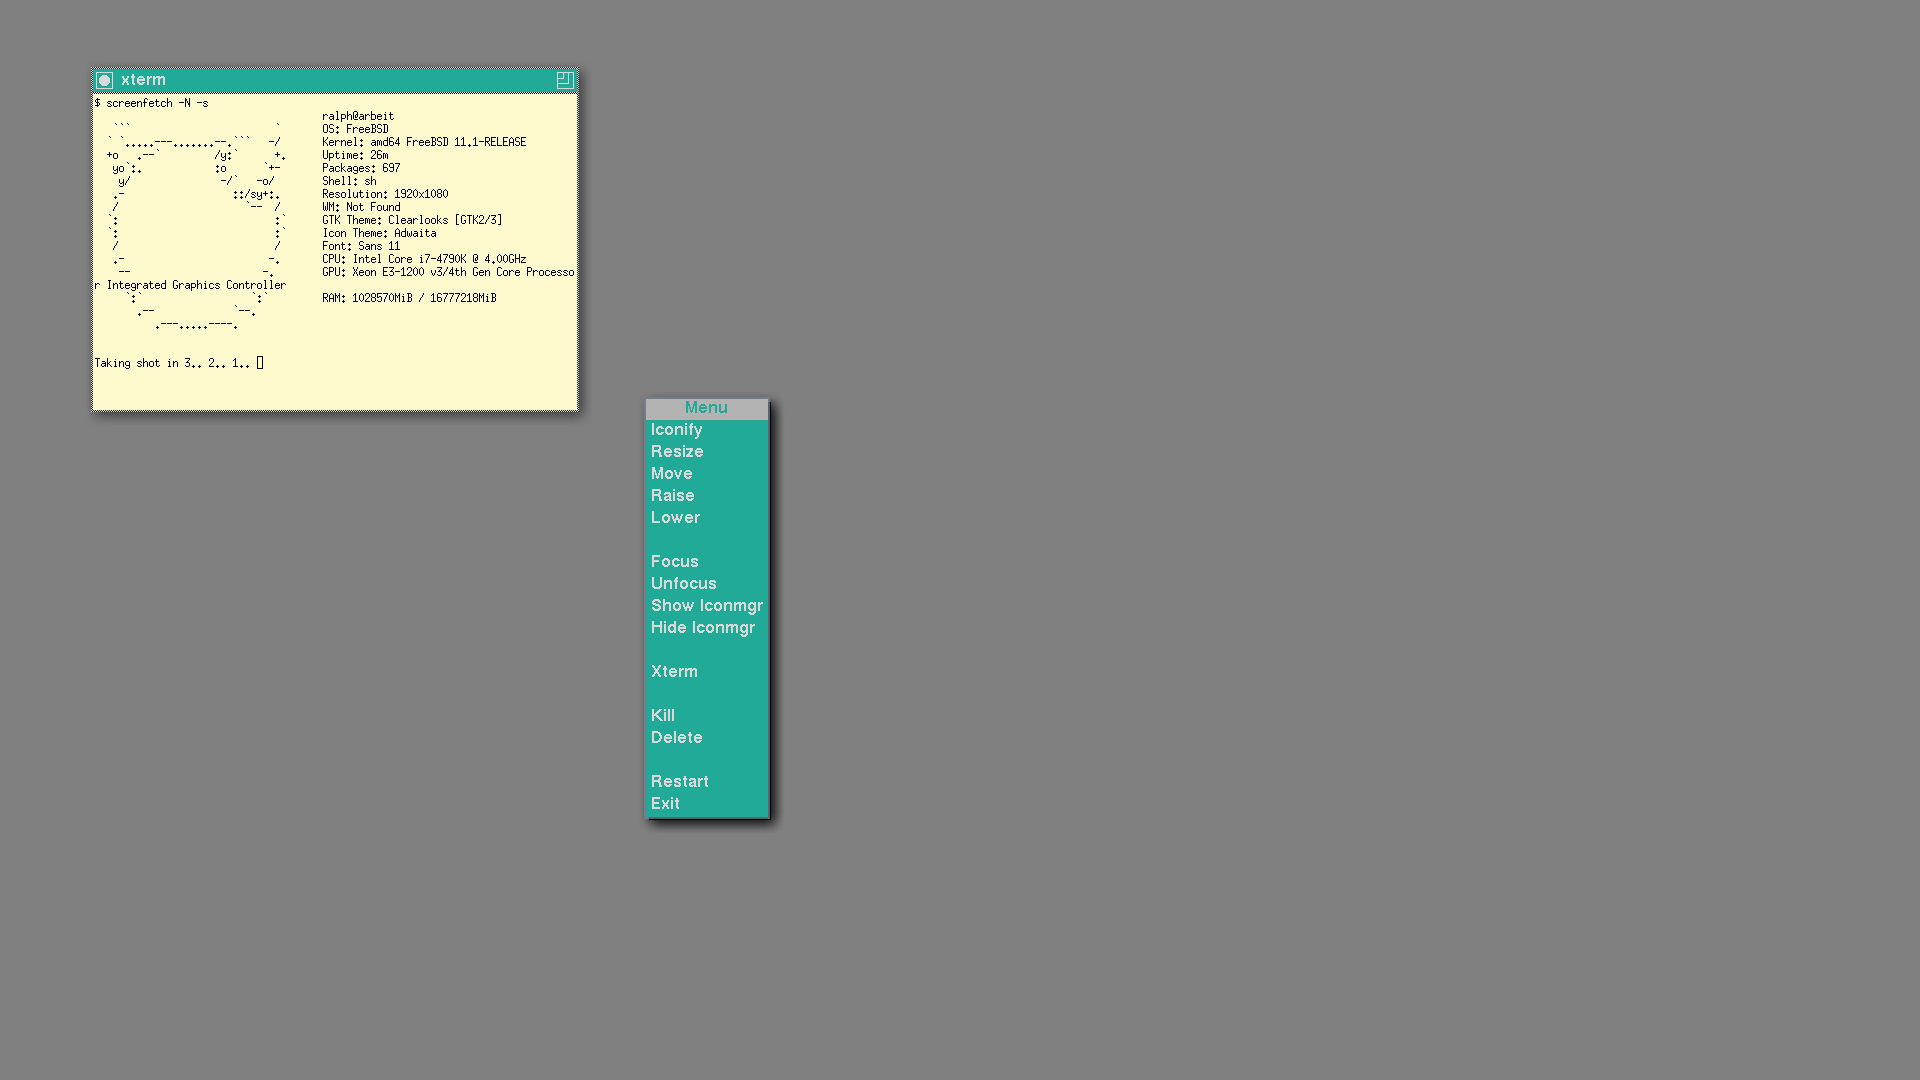 xterm
$ screenfetch -N -s
ralph@arbeit
``` ` OS: FreeBSD
` `.....---.......--.``` -/ Kernel: amd64 FreeBSD 11.1-RELEASE
+o .--` /y:` +. Uptime: 26m
yo`:. :o `+- Packages: 697
y/ -/` -o/ Shell: sh
.- ::/sy+:. Resolution: 1920x1080
/ `-- / WM: Not Found
`: :` GTK Theme: Clearlooks [GTK2/3]
`: :` Icon Theme: Adwaita
/ / Font: Sans 11
.- -. CPU: Intel Core i7-4790K @ 4.00GHz
-- -. GPU: Xeon E3-1200 v3/4th Gen Core Processo
r Integrated Graphics Controller
`:` `:` RAM: 1028570MiB / 16777218MiB
.-- `--.
.---.....----.
Taking shot in 3.. 2.. 1..
Menu
Iconify
Resize
Move
Raise
Lower
Focus
Unfocus
Show Iconmgr
Hide Iconmgr
Xterm
Kill
Delete
Restart
Exit